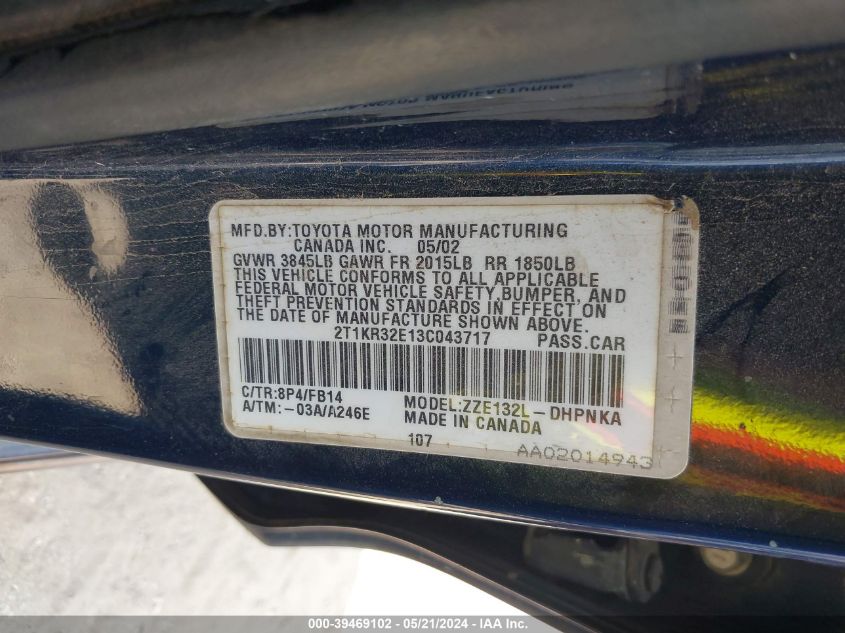 MFD.BY:TOYOTA MOTOR MANUFACTURING
CANADA INC. 05/02
GVWR 3845LB GAWR FR 2015LB RR 1850LB
THIS VEHICLE CONFORMS TO ALL APPLICABLE
FEDERAL MOTOR VEHICLE SAFETY,BUMPER, AND
THEFT PREVENTION STANDARDS IN EFFECT ON
THE DATE OF MANUFACTURE SHOWN ABOVE.
2T1KR32E13C043717 PASS.CAR
C/TR:8P4/FB14 MODEL:ZZE132L-DHPNKA
A/TM:-03A/A246E MADE IN CANADA
107
AA02014943
000-39469102 - 05/21/2024 - IAA, LLC.